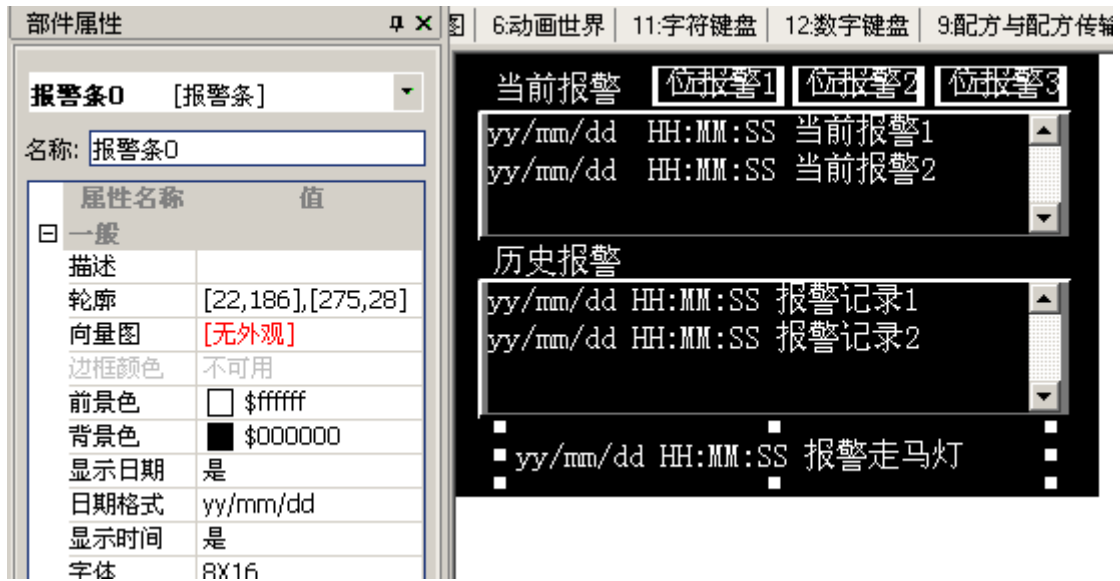 部件属性
图 6:动画世界 11:字符键盘 12:数字键盘 9:配方与配方传输
报警条0 [报警条]
名称: 报警条0
属性名称 值
一般
描述
轮廓 [22,186],[275,28]
向量图 [无外观]
边框颜色 不可用
前景色 $ffffff
背景色 $000000
显示日期 是
日期格式 yy/mm/dd
显示时间 是
字体 8X16
当前报警 位报警1 位报警2 位报警3
yy/mm/dd HH:MM:SS 当前报警1
yy/mm/dd HH:MM:SS 当前报警2
历史报警
yy/mm/dd HH:MM:SS 报警记录1
yy/mm/dd HH:MM:SS 报警记录2
yy/mm/dd HH:MM:SS 报警走马灯